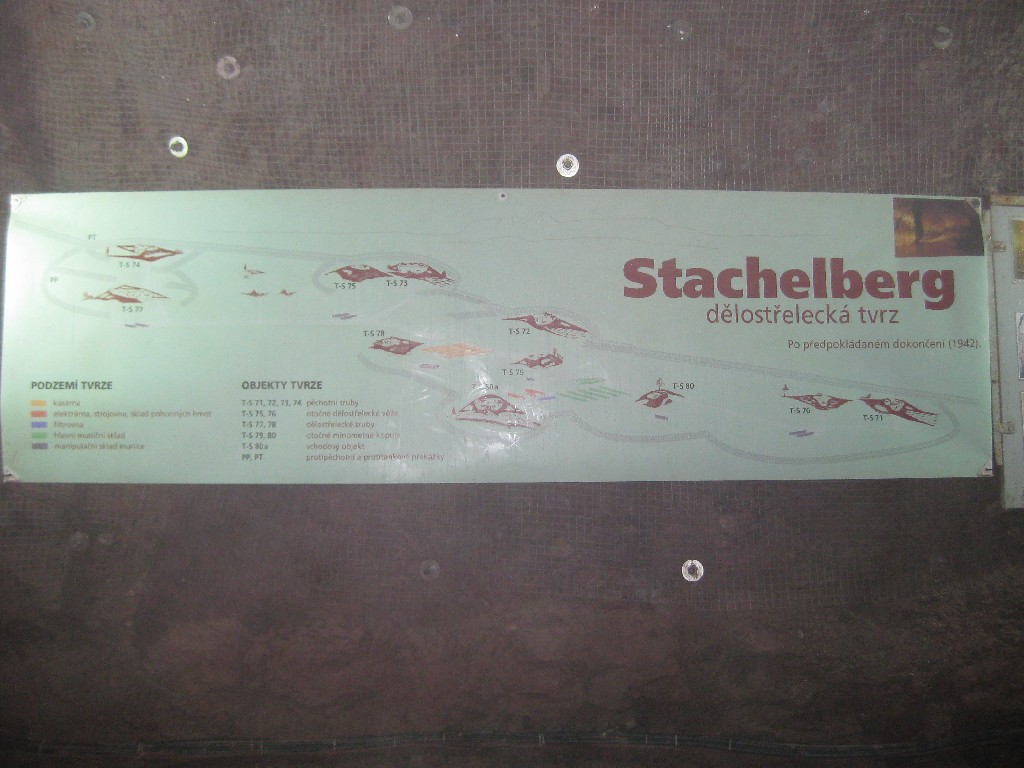 Stachelberg
dělostřelecká tvrz
Po předpokládaném dokončení (1942).
PT
T-S 74
PP
T-S 77
T-S 75
T-S 73
T-S 72
T-S 78
T-S 79
T-S 80a
T-S 80
T-S 76
T-S 71
PODZEMÍ TVRZE
kasárna
elektrárna, strojovna, sklad pohonných hmot
filtrovna
hlavní muniční sklad
manipulační sklad munice
OBJEKTY TVRZE
T-S 71, 72, 73, 74 pěchotní sruby
T-S 75, 76 otočné dělostřelecké věže
T-S 77, 78 dělostřelecké sruby
T-S 79, 80 otočné minometné kopule
T-S 80a vchodový objekt
PP, PT protipěchotní a protitankové překážky